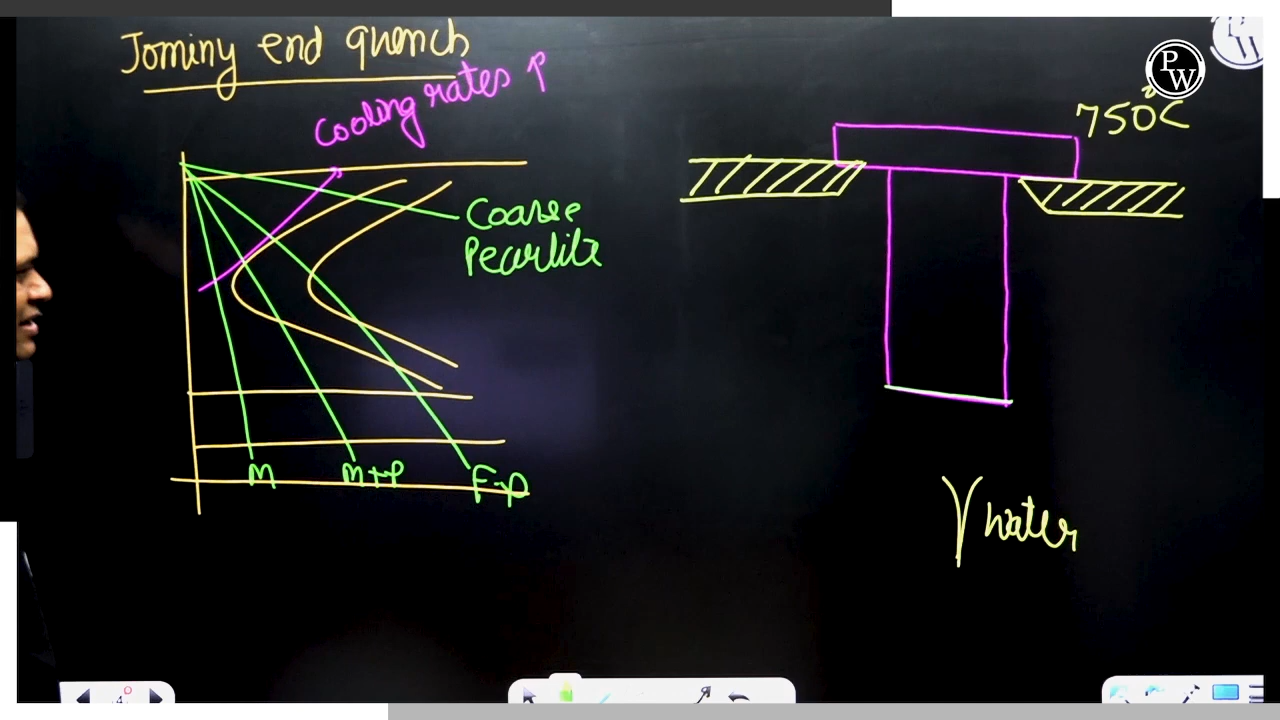 Jominy end quench
Cooling rates ↑
750°C
PW
Coarse
Pearlite
M
M+P
F-P
water